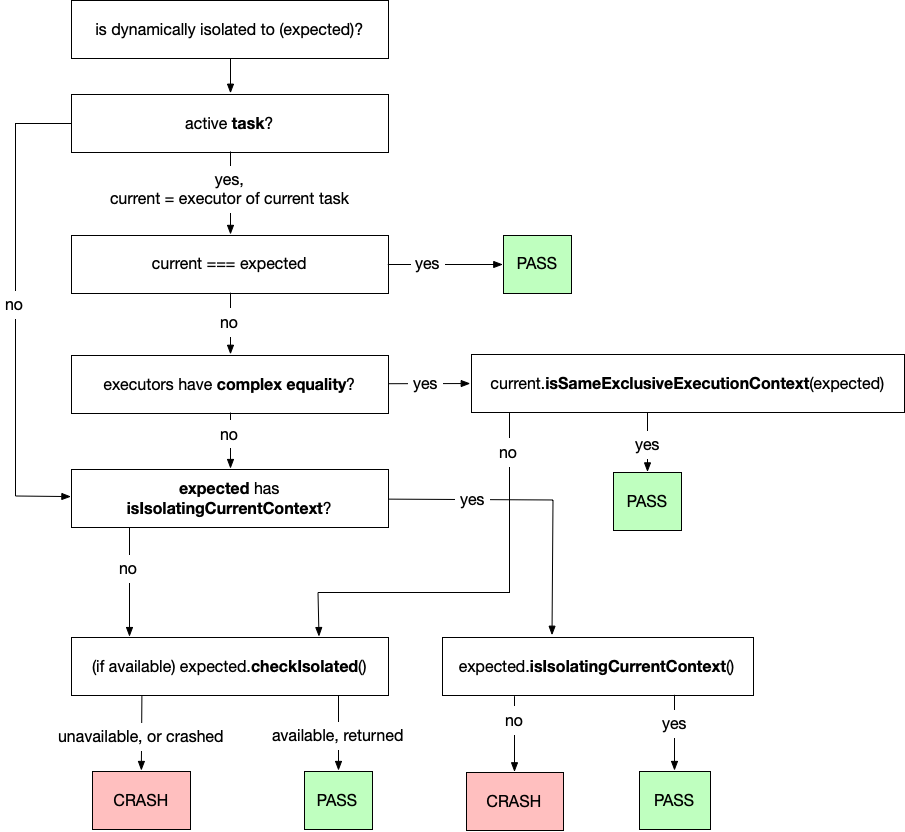 is dynamically isolated to (expected)?
active task?
yes,
current = executor of current task
current === expected
yes
PASS
no
no
executors have complex equality?
yes
current.isSameExclusiveExecutionContext(expected)
no
no
yes
expected has
isIsolatingCurrentContext?
yes
PASS
no
(if available) expected.checkIsolated()
expected.isIsolatingCurrentContext()
unavailable, or crashed
available, returned
no
yes
CRASH
PASS
CRASH
PASS